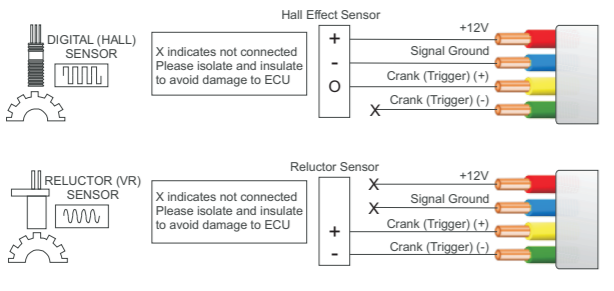 Hall Effect Sensor
DIGITAL (HALL)
SENSOR
X indicates not connected
Please isolate and insulate
to avoid damage to ECU
+
-
O
X
+12V
Signal Ground
Crank (Trigger) (+)
Crank (Trigger) (-)
Reluctor Sensor
RELUCTOR (VR)
SENSOR
X indicates not connected
Please isolate and insulate
to avoid damage to ECU
X
X
+
-
+12V
Signal Ground
Crank (Trigger) (+)
Crank (Trigger) (-)